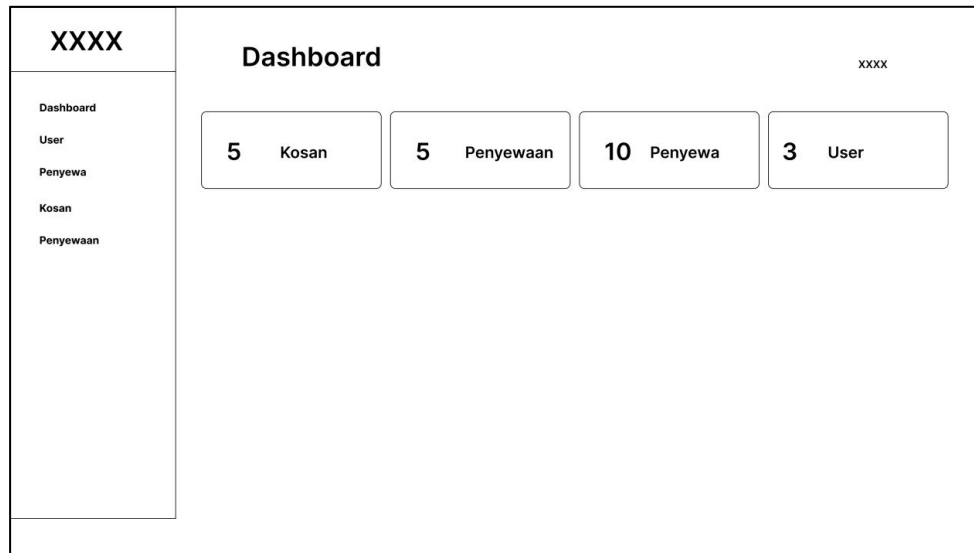 XXXX
Dashboard
User
Penyewa
Kosan
Penyewaan
Dashboard
xxxx
5 Kosan
5 Penyewaan
10 Penyewa
3 User